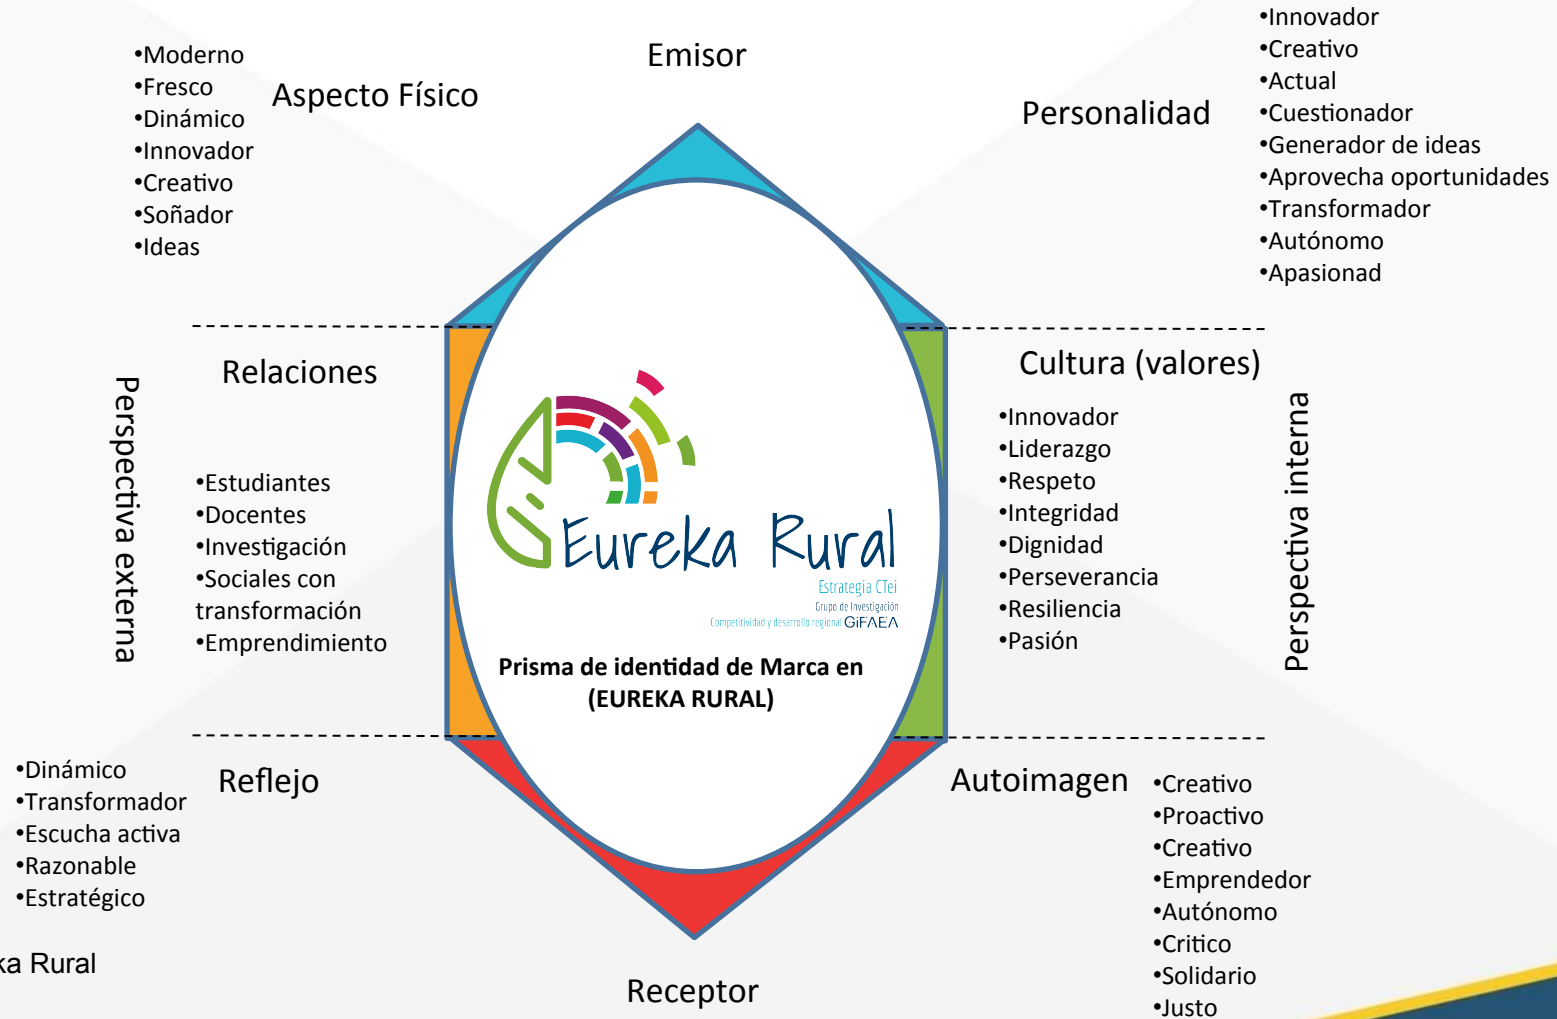 Emisor
Aspecto Físico
•Moderno
•Fresco
•Dinámico
•Innovador
•Creativo
•Soñador
•Ideas
Personalidad
•Innovador
•Creativo
•Actual
•Cuestionador
•Generador de ideas
•Aprovecha oportunidades
•Transformador
•Autónomo
•Apasionad
Perspectiva externa
Relaciones
•Estudiantes
•Docentes
•Investigación
•Sociales con
transformación
•Emprendimiento
Eureka Rural
Estrategia CTei
Grupo de Investigación
Competitividad y desarrollo regional GiFAEA
Prisma de identidad de Marca en
(EUREKA RURAL)
Cultura (valores)
•Innovador
•Liderazgo
•Respeto
•Integridad
•Dignidad
•Perseverancia
•Resiliencia
•Pasión
Perspectiva interna
Reflejo
•Dinámico
•Transformador
•Escucha activa
•Razonable
•Estratégico
Autoimagen
•Creativo
•Proactivo
•Creativo
•Emprendedor
•Autónomo
•Critico
•Solidario
•Justo
ka Rural
Receptor